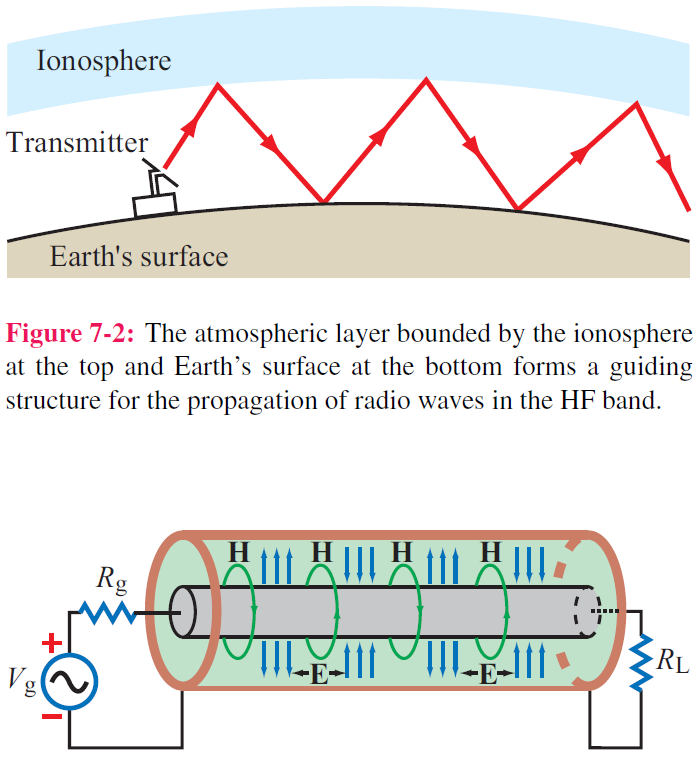 Ionosphere
Transmitter
Earth's surface
Figure 7-2: The atmospheric layer bounded by the ionosphere
at the top and Earth’s surface at the bottom forms a guiding
structure for the propagation of radio waves in the HF band.
H H H H
Rg
+
Vg
−
E E
RL